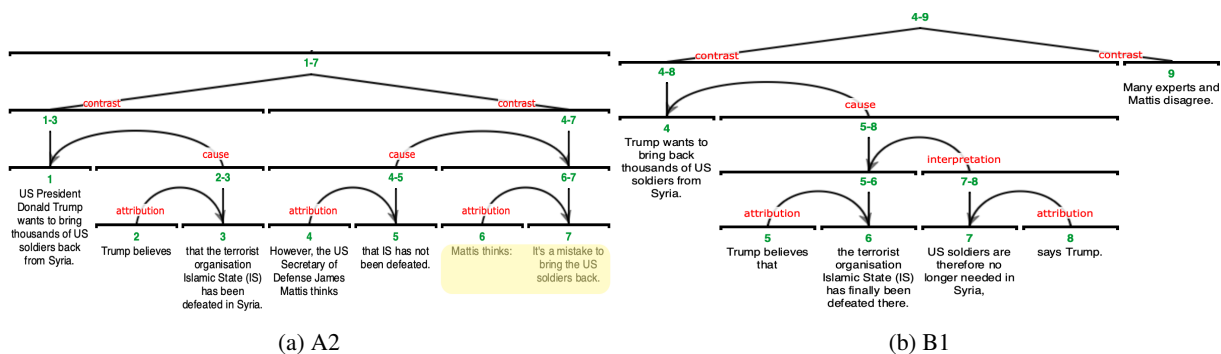 1-7
contrast
contrast
1-3
4-7
cause
cause
1
2-3
4-5
6-7
US President
Donald Trump
wants to bring
thousands of US
soldiers back
from Syria.
attribution
attribution
attribution
2
3
4
5
6
7
Trump believes
that the terrorist
organisation
Islamic State (IS)
has been
defeated in Syria.
However, the US
Secretary of
Defense James
Mattis thinks
that IS has not
been defeated.
Mattis thinks:
It's a mistake to
bring the US
soldiers back.
(a) A2
4-9
contrast
contrast
4-8
9
Many experts and
Mattis disagree.
cause
4
5-8
Trump wants to
bring back
thousands of US
soldiers from
Syria.
interpretation
5-6
7-8
attribution
attribution
5
6
7
8
Trump believes
that
the terrorist
organisation
Islamic State (IS)
has finally been
defeated there.
US soldiers are
therefore no
longer needed in
Syria,
says Trump.
(b) B1